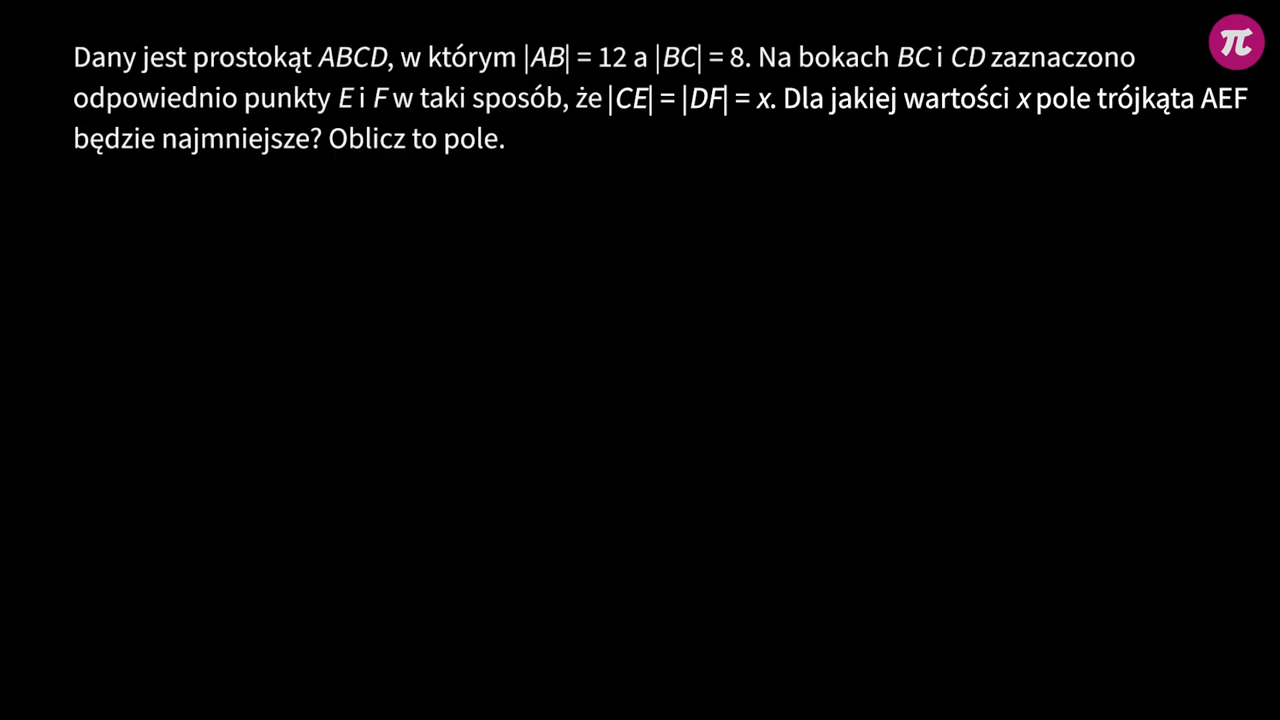 Dany jest prostokąt ABCD, w którym |AB| = 12 a |BC| = 8. Na bokach BC i CD zaznaczono
odpowiednio punkty E i F w taki sposób, że |CE| = |DF| = x. Dla jakiej wartości x pole trójkąta AEF
będzie najmniejsze? Oblicz to pole.
π